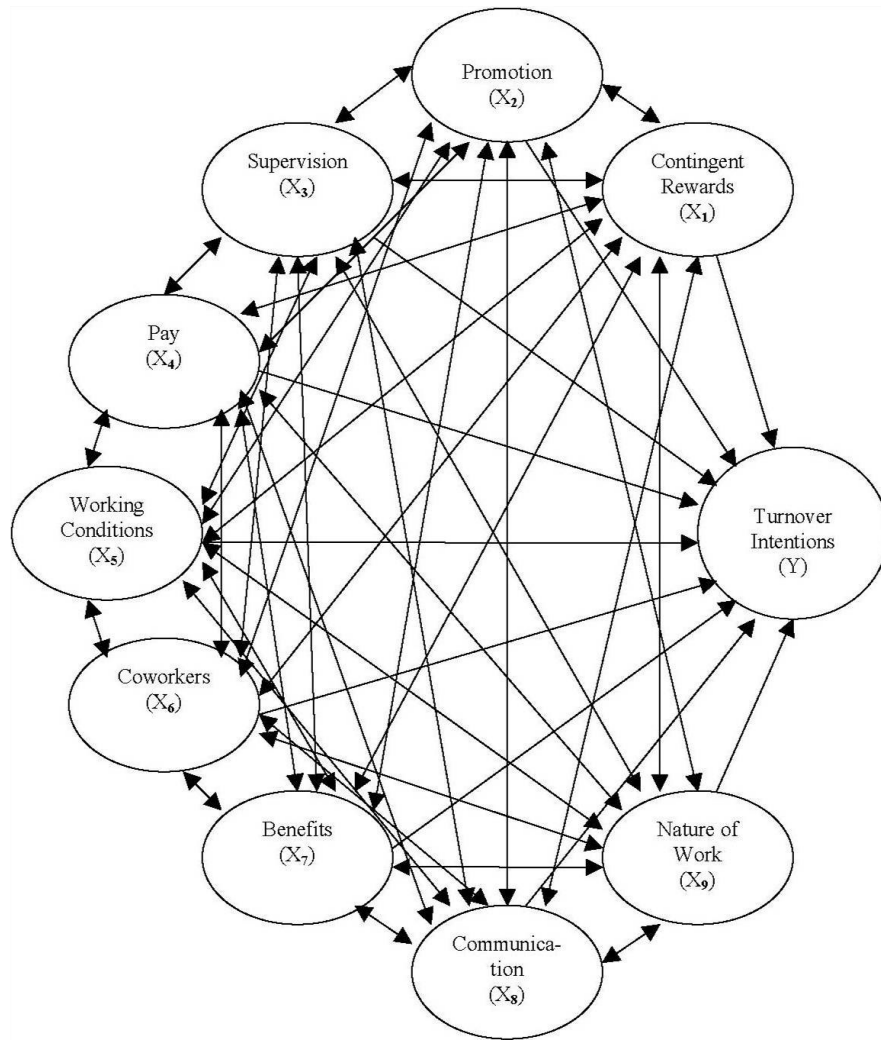 Promotion
(X₂)
Supervision
(X₃)
Contingent
Rewards
(X₁)
Pay
(X₄)
Working
Conditions
(X₅)
Turnover
Intentions
(Y)
Coworkers
(X₆)
Benefits
(X₇)
Nature of
Work
(X₉)
Communica-
tion
(X₈)